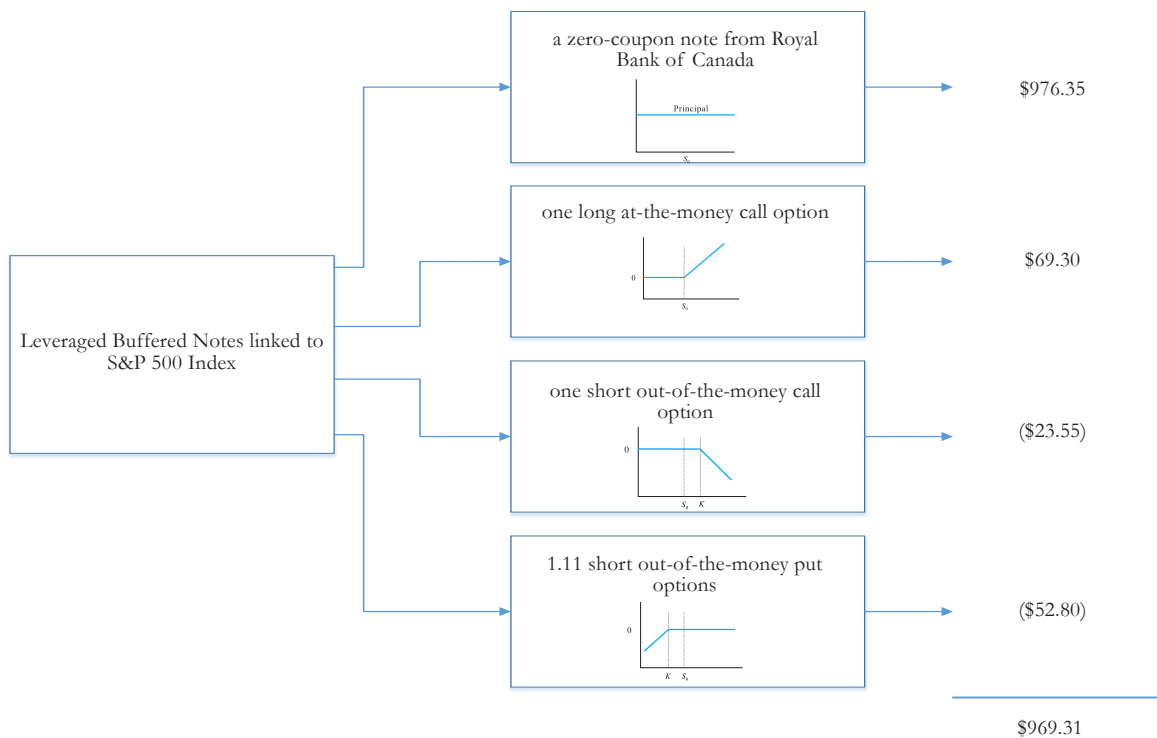 Leveraged Buffered Notes linked to
S&P 500 Index
a zero-coupon note from Royal
Bank of Canada
Principal
S₀
$976.35
one long at-the-money call option
0
S₀
$69.30
one short out-of-the-money call
option
0
S₀ K
($23.55)
1.11 short out-of-the-money put
options
0
K S₀
($52.80)
$969.31